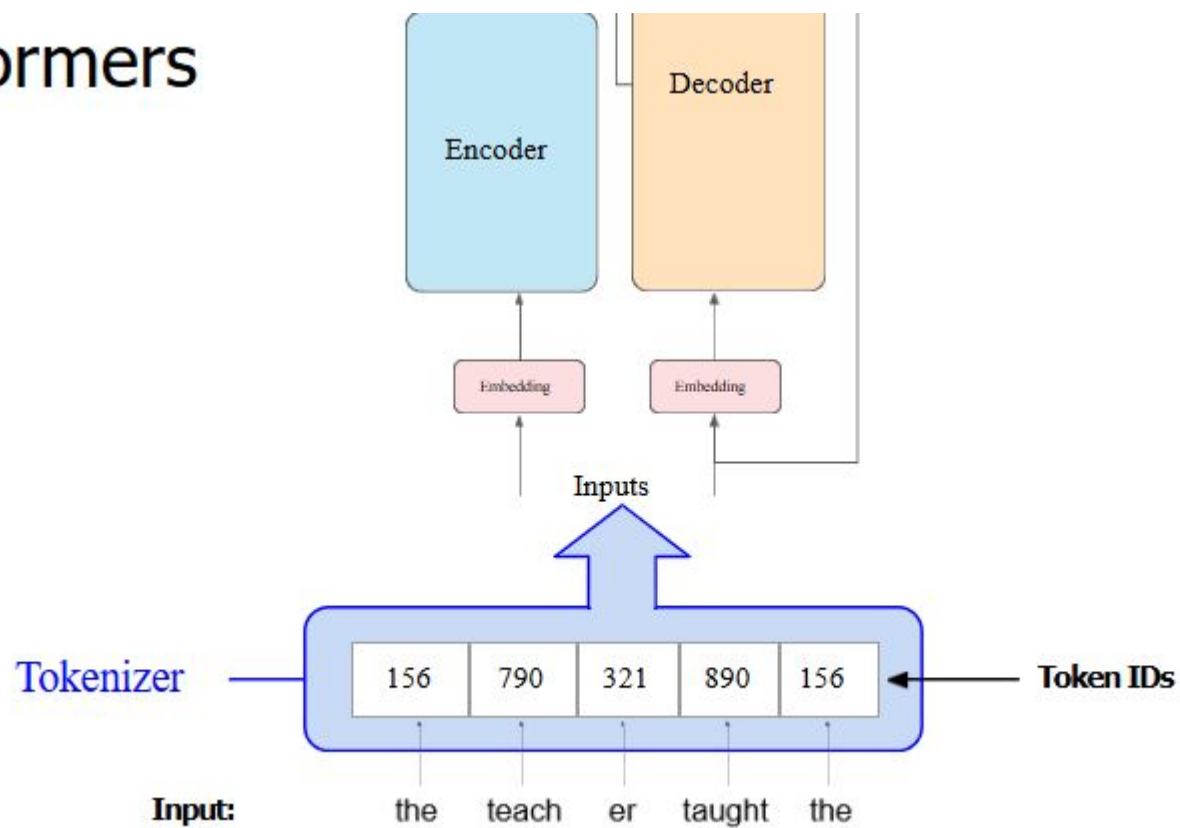 ormers
Decoder
Encoder
Embedding Embedding
Inputs
Tokenizer 156 790 321 890 156 Token IDs
Input: the teach er taught the